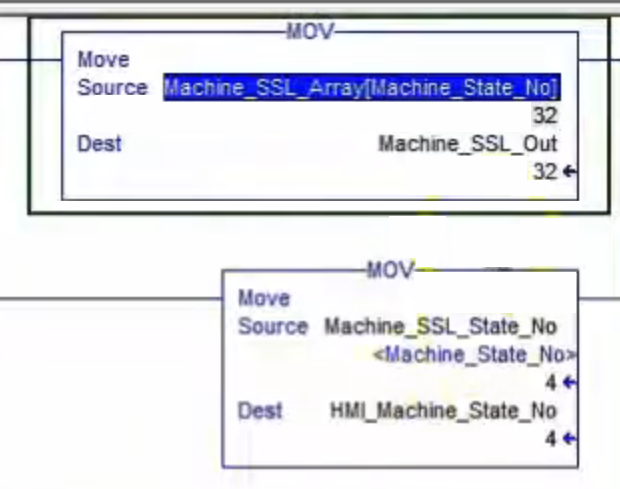 MOV
Move
Source Machine_SSL_Array[Machine_State_No]
32
Dest Machine_SSL_Out
32
MOV
Move
Source Machine_SSL_State_No
<Machine_State_No>
4
Dest HMI_Machine_State_No
4